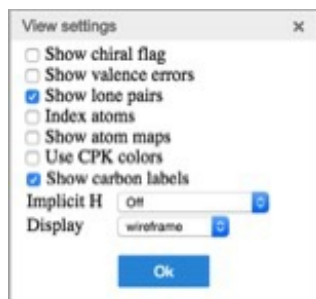 View settings ×
Show chiral flag
Show valence errors
Show lone pairs
Index atoms
Show atom maps
Use CPK colors
Show carbon labels
Implicit H Off
Display wireframe
Ok